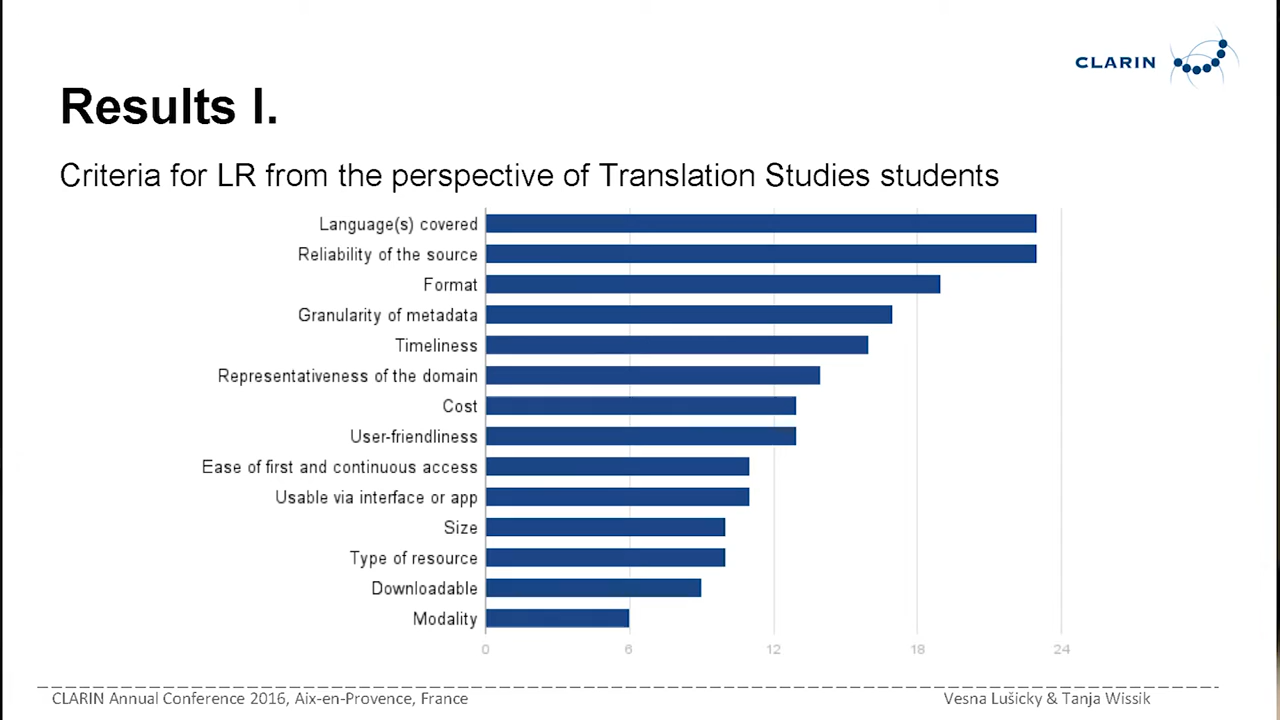 CLARIN
Results I.
Criteria for LR from the perspective of Translation Studies students
Language(s) covered
Reliability of the source
Format
Granularity of metadata
Timeliness
Representativeness of the domain
Cost
User-friendliness
Ease of first and continuous access
Usable via interface or app
Size
Type of resource
Downloadable
Modality
0 6 12 18 24
CLARIN Annual Conference 2016, Aix-en-Provence, France
Vesna Lušicky & Tanja Wissik